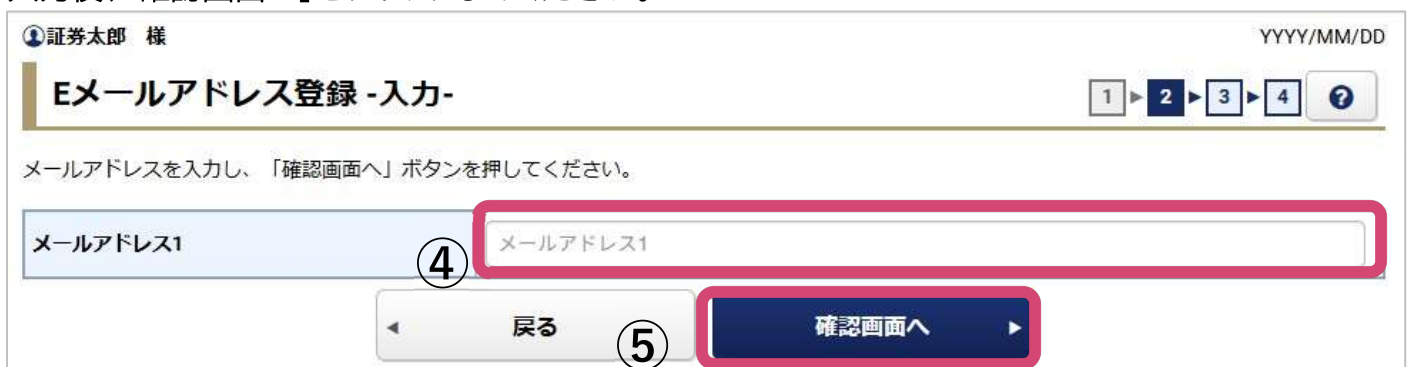 証券太郎 様
YYYY/MM/DD
Eメールアドレス登録 -入力-
1 2 3 4 ?
メールアドレスを入力し、「確認画面へ」ボタンを押してください。
メールアドレス1
④
メールアドレス1
戻る
⑤
確認画面へ